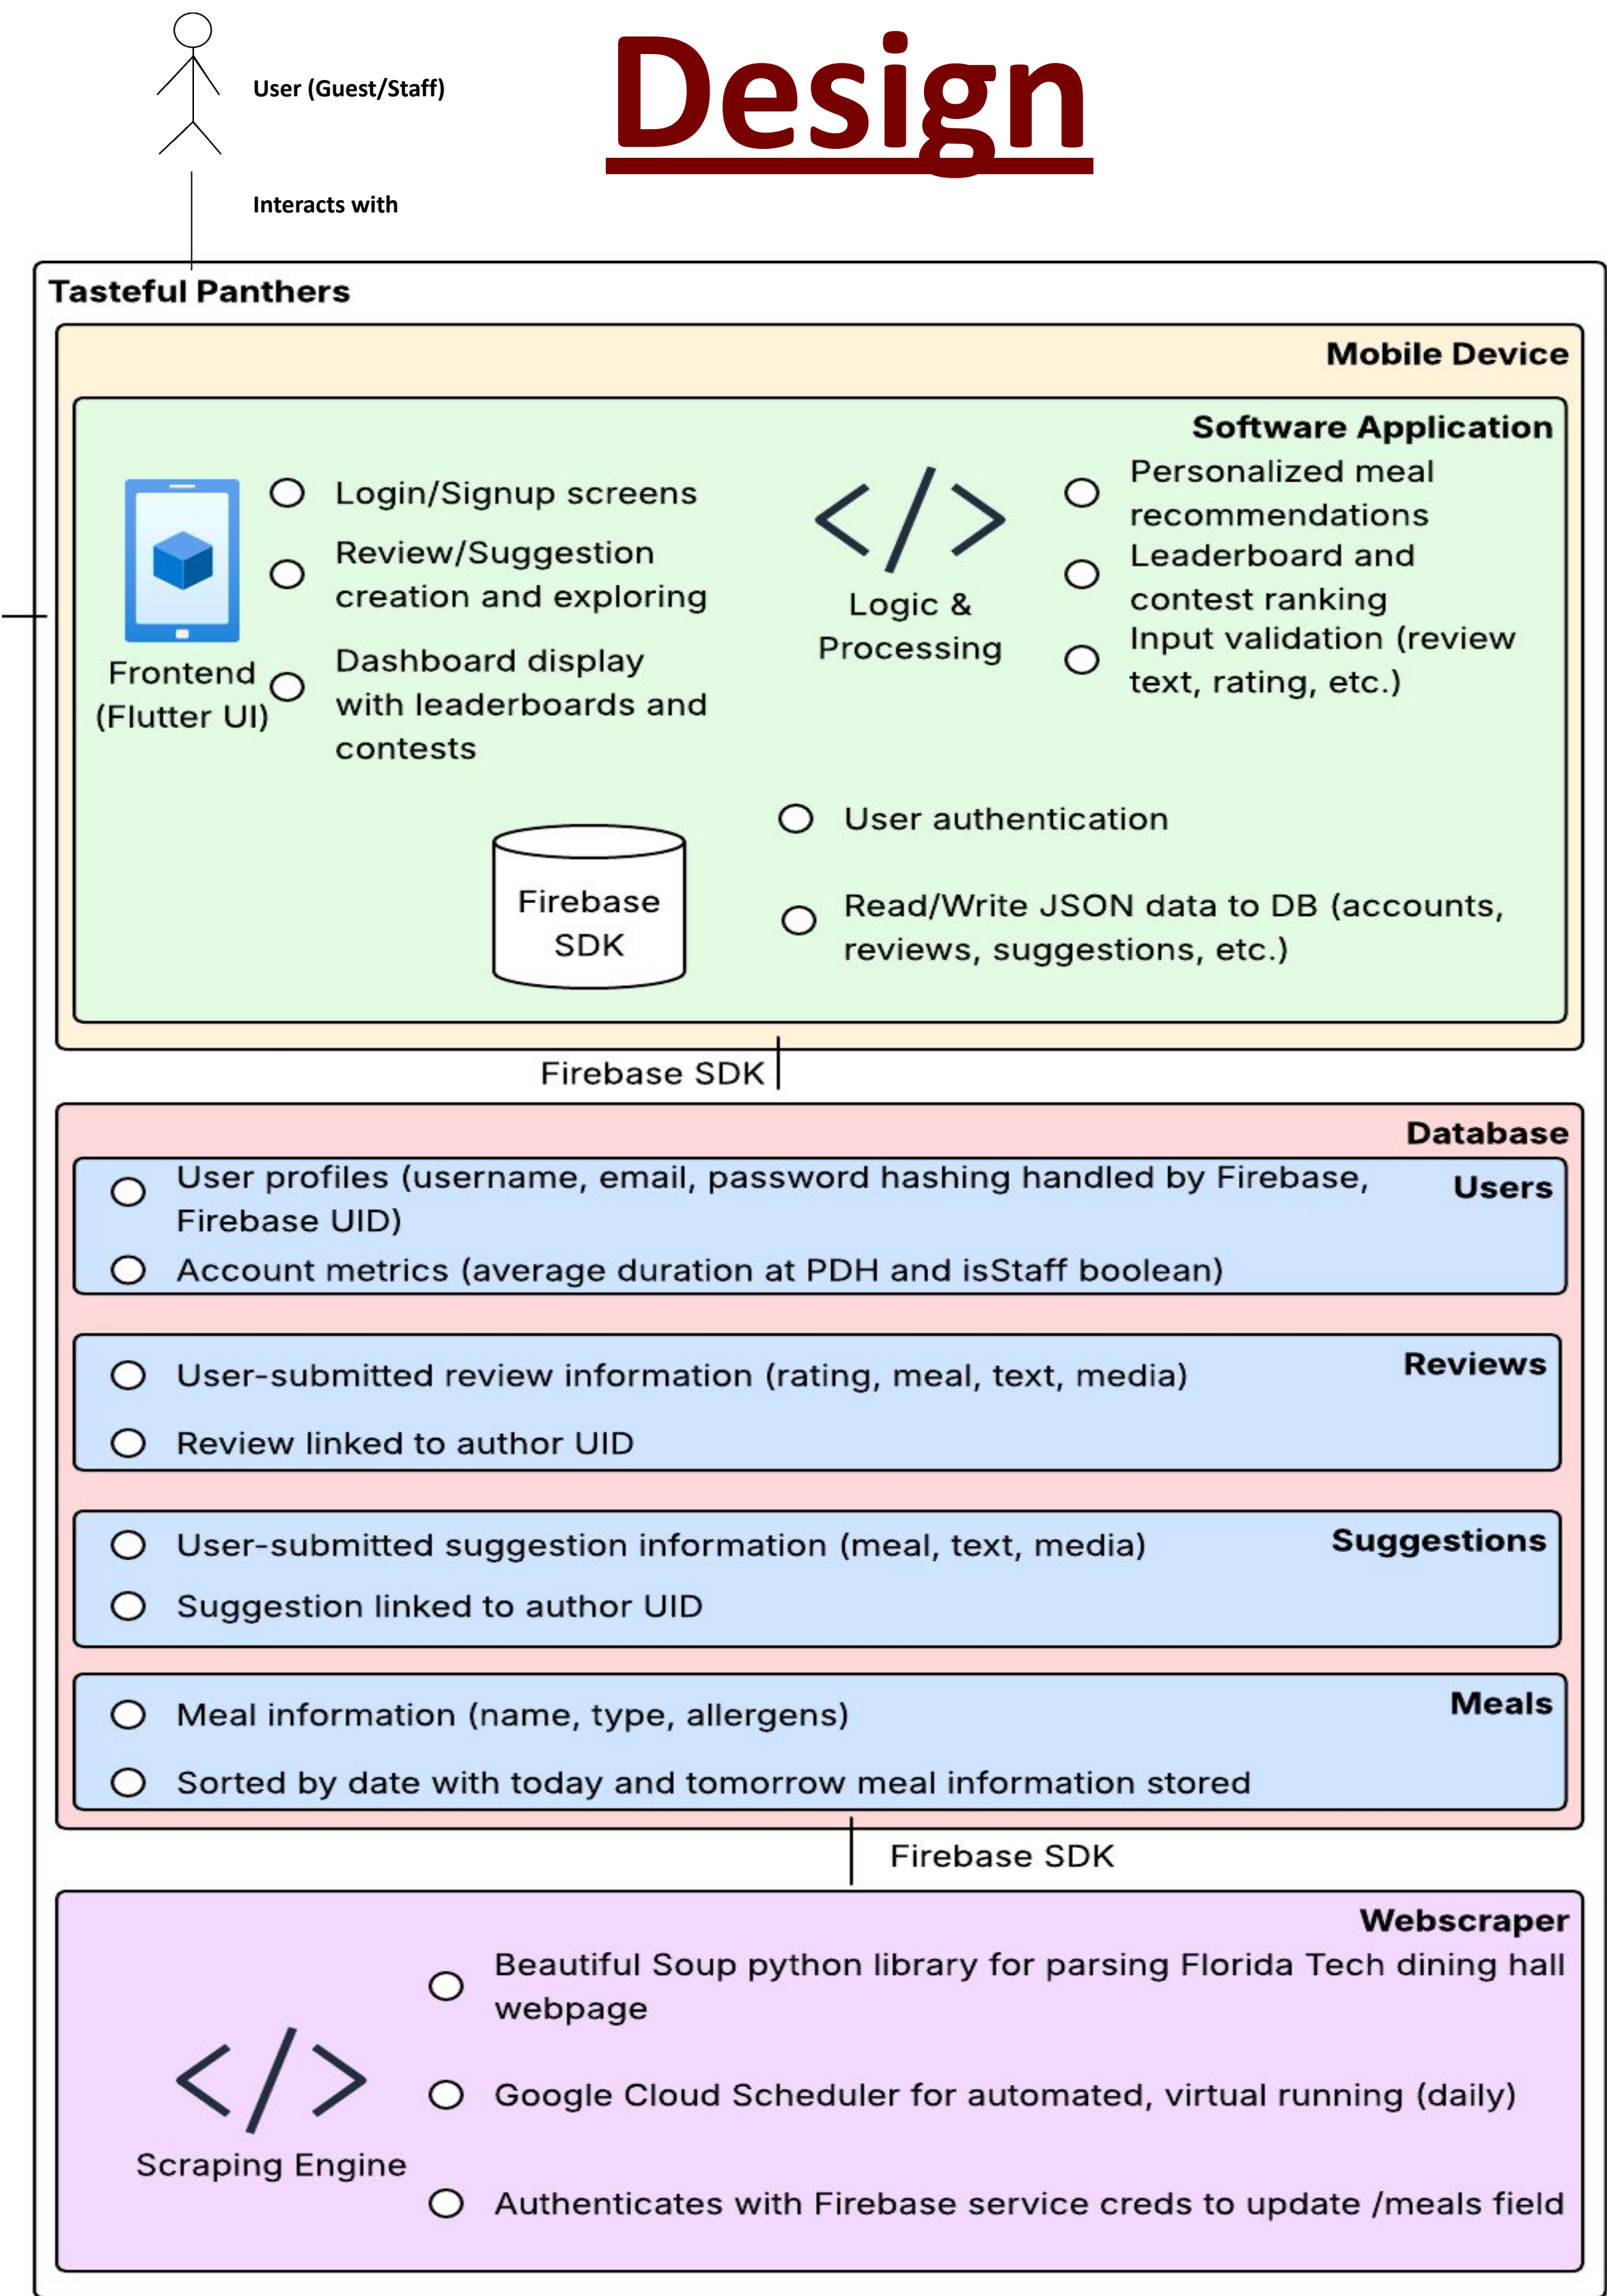 Design
User (Guest/Staff)
Interacts with
Tasteful Panthers
Mobile Device
Software Application
Frontend
(Flutter UI)
Login/Signup screens
Review/Suggestion
creation and exploring
Dashboard display
with leaderboards and
contests
Logic &
Processing
Personalized meal
recommendations
Leaderboard and
contest ranking
Input validation (review
text, rating, etc.)
Firebase
SDK
User authentication
Read/Write JSON data to DB (accounts,
reviews, suggestions, etc.)
Firebase SDK
Database
Users
User profiles (username, email, password hashing handled by Firebase,
Firebase UID)
Account metrics (average duration at PDH and isStaff boolean)
Reviews
User-submitted review information (rating, meal, text, media)
Review linked to author UID
Suggestions
User-submitted suggestion information (meal, text, media)
Suggestion linked to author UID
Meals
Meal information (name, type, allergens)
Sorted by date with today and tomorrow meal information stored
Firebase SDK
Webscraper
Scraping Engine
Beautiful Soup python library for parsing Florida Tech dining hall
webpage
Google Cloud Scheduler for automated, virtual running (daily)
Authenticates with Firebase service creds to update /meals field